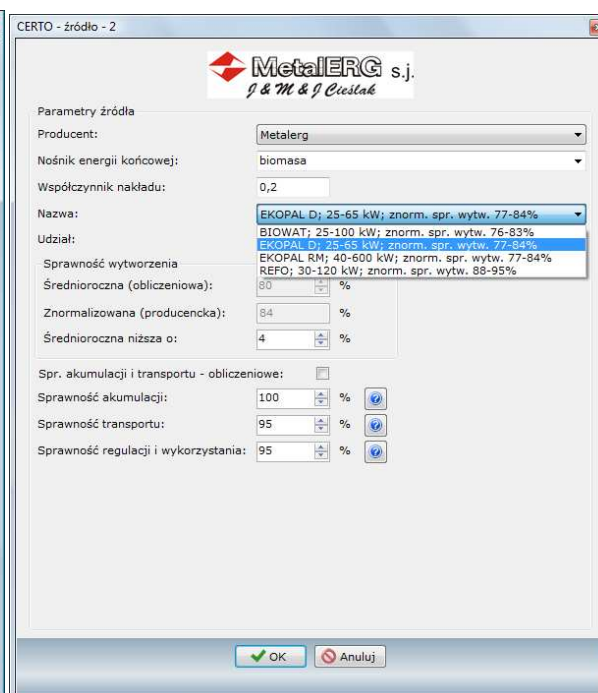 CERTO - źródło - 2
MetalERG s.j.
J & M & J Cieślak
Parametry źródła
Producent: Metalerg
Nośnik energii końcowej: biomasa
Współczynnik nakładu: 0,2
Nazwa: EKOPAL D; 25-65 kW; znorm. spr. wytw. 77-84%
BIOWAT; 25-100 kW; znorm. spr. wytw. 76-83%
Udział: EKOPAL D; 25-65 kW; znorm. spr. wytw. 77-84%
EKOPAL RM; 40-600 kW; znorm. spr. wytw. 77-84%
Sprawność wytworzenia REFO; 30-120 kW; znorm. spr. wytw. 88-95%
Średnioroczna (obliczeniowa): 80 %
Znormalizowana (producencka): 84 %
Średnioroczna niższa o: 4 %
Spr. akumulacji i transportu - obliczeniowe:
Sprawność akumulacji: 100 %
Sprawność transportu: 95 %
Sprawność regulacji i wykorzystania: 95 %
OK Anuluj